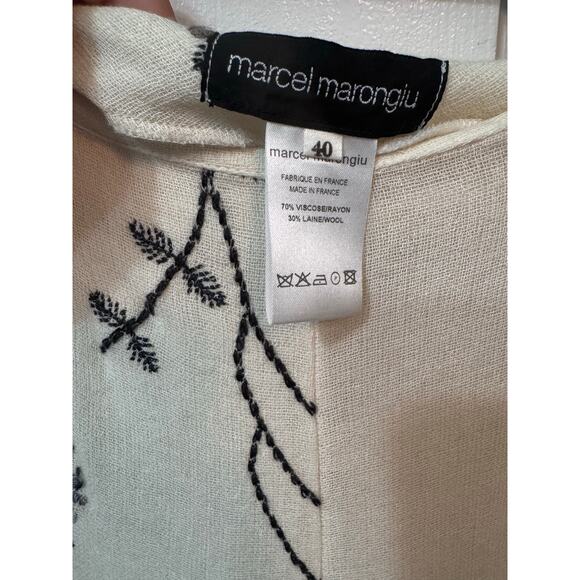 marcel marongiu
40
marcel marongiu
FABRIQUE EN FRANCE
MADE IN FRANCE
70% VISCOSE/RAYON
30% LAINE/WOOL